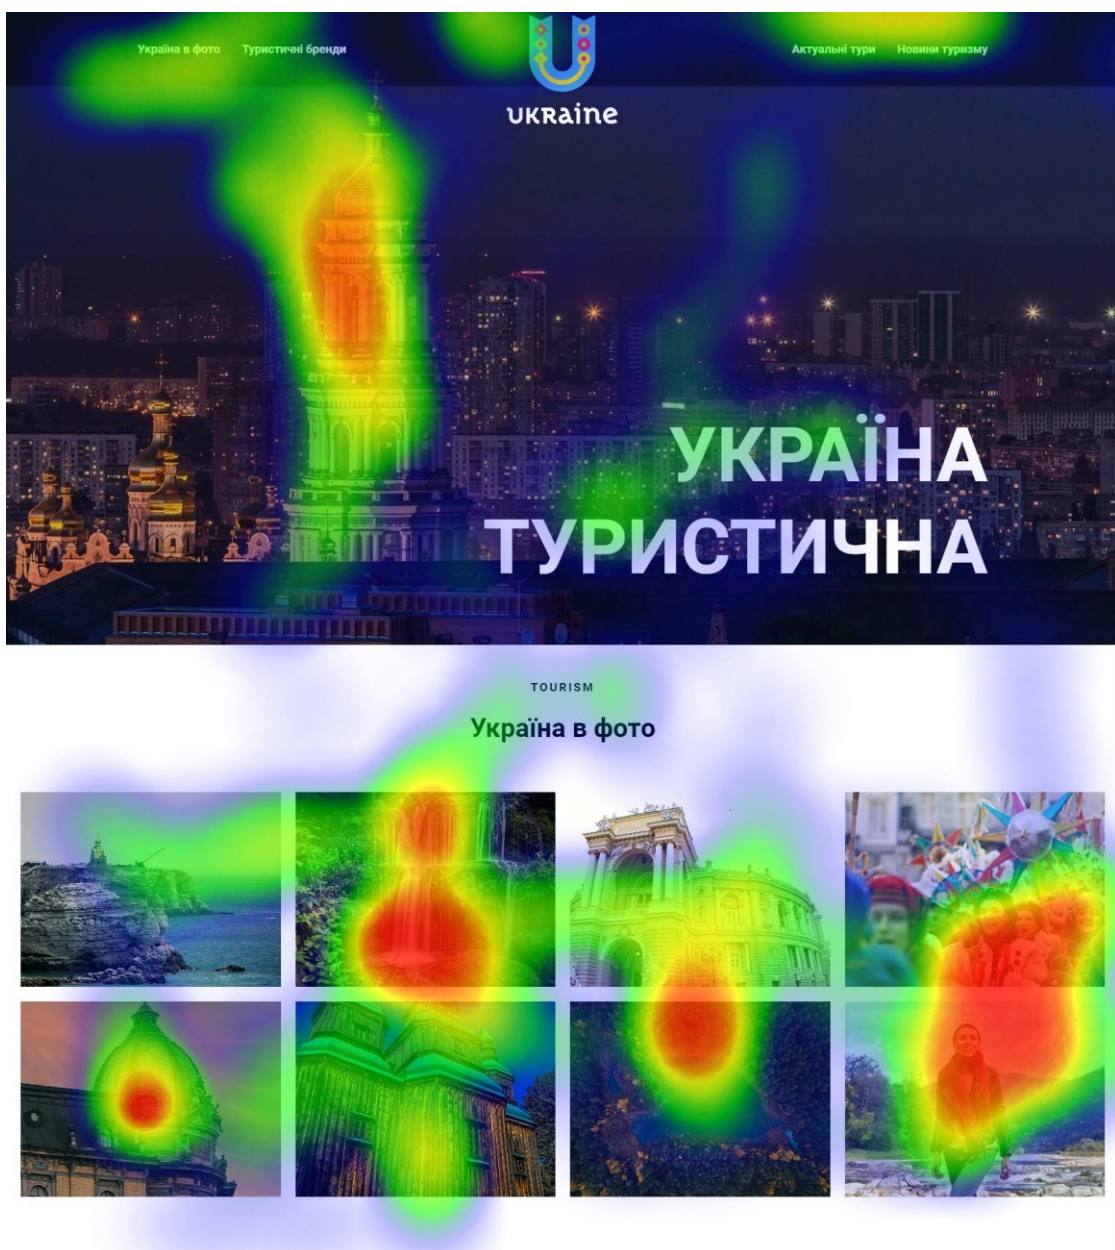 Україна в фото
Туристичні бренди
Актуальні тури
Новини туризму
UKRAINE
УКРАЇНА
ТУРИСТИЧНА
TOURISM
Україна в фото